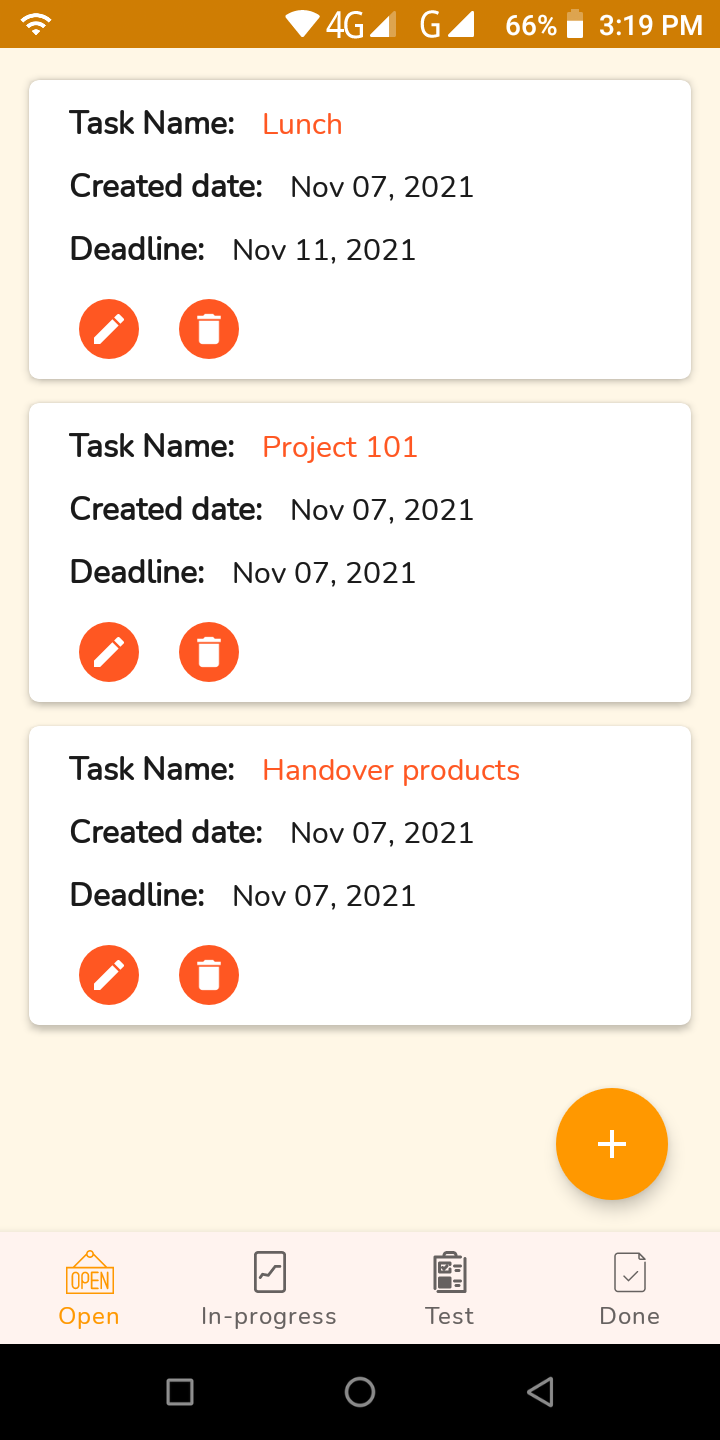 4G G 66% 3:19 PM
Task Name: Lunch
Created date: Nov 07, 2021
Deadline: Nov 11, 2021
Task Name: Project 101
Created date: Nov 07, 2021
Deadline: Nov 07, 2021
Task Name: Handover products
Created date: Nov 07, 2021
Deadline: Nov 07, 2021
OPEN
Open In-progress Test Done